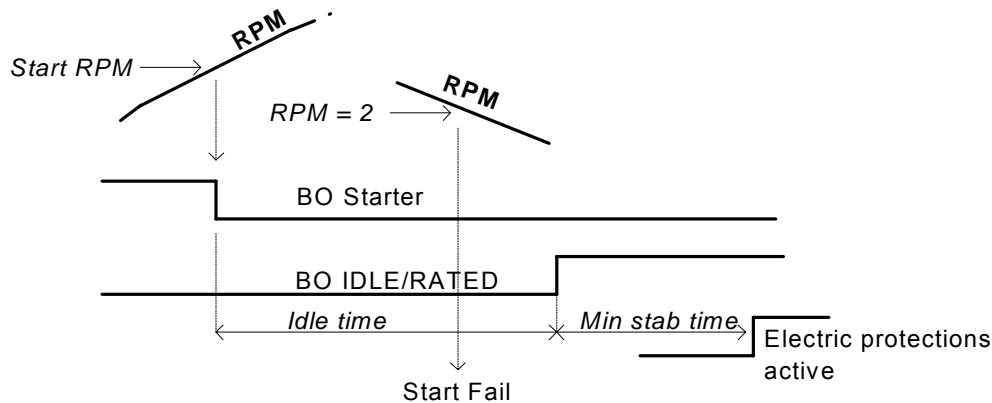 RPM
Start RPM
RPM
RPM = 2
BO Starter
BO IDLE/RATED
Idle time
Min stab time
Electric protections
active
Start Fail